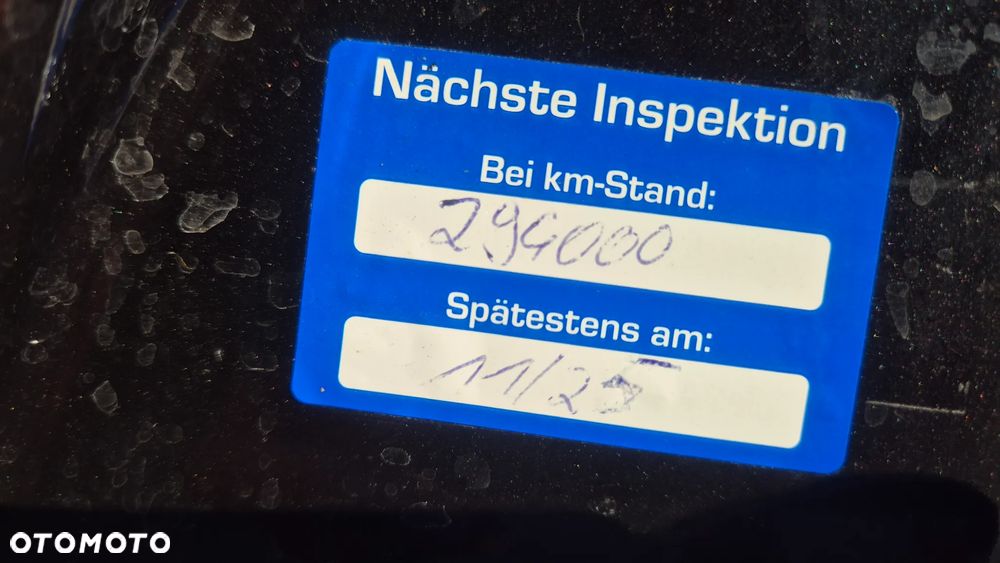 Nächste Inspektion
Bei km-Stand:
294000
Spätestens am:
11/25
OTOMOTO